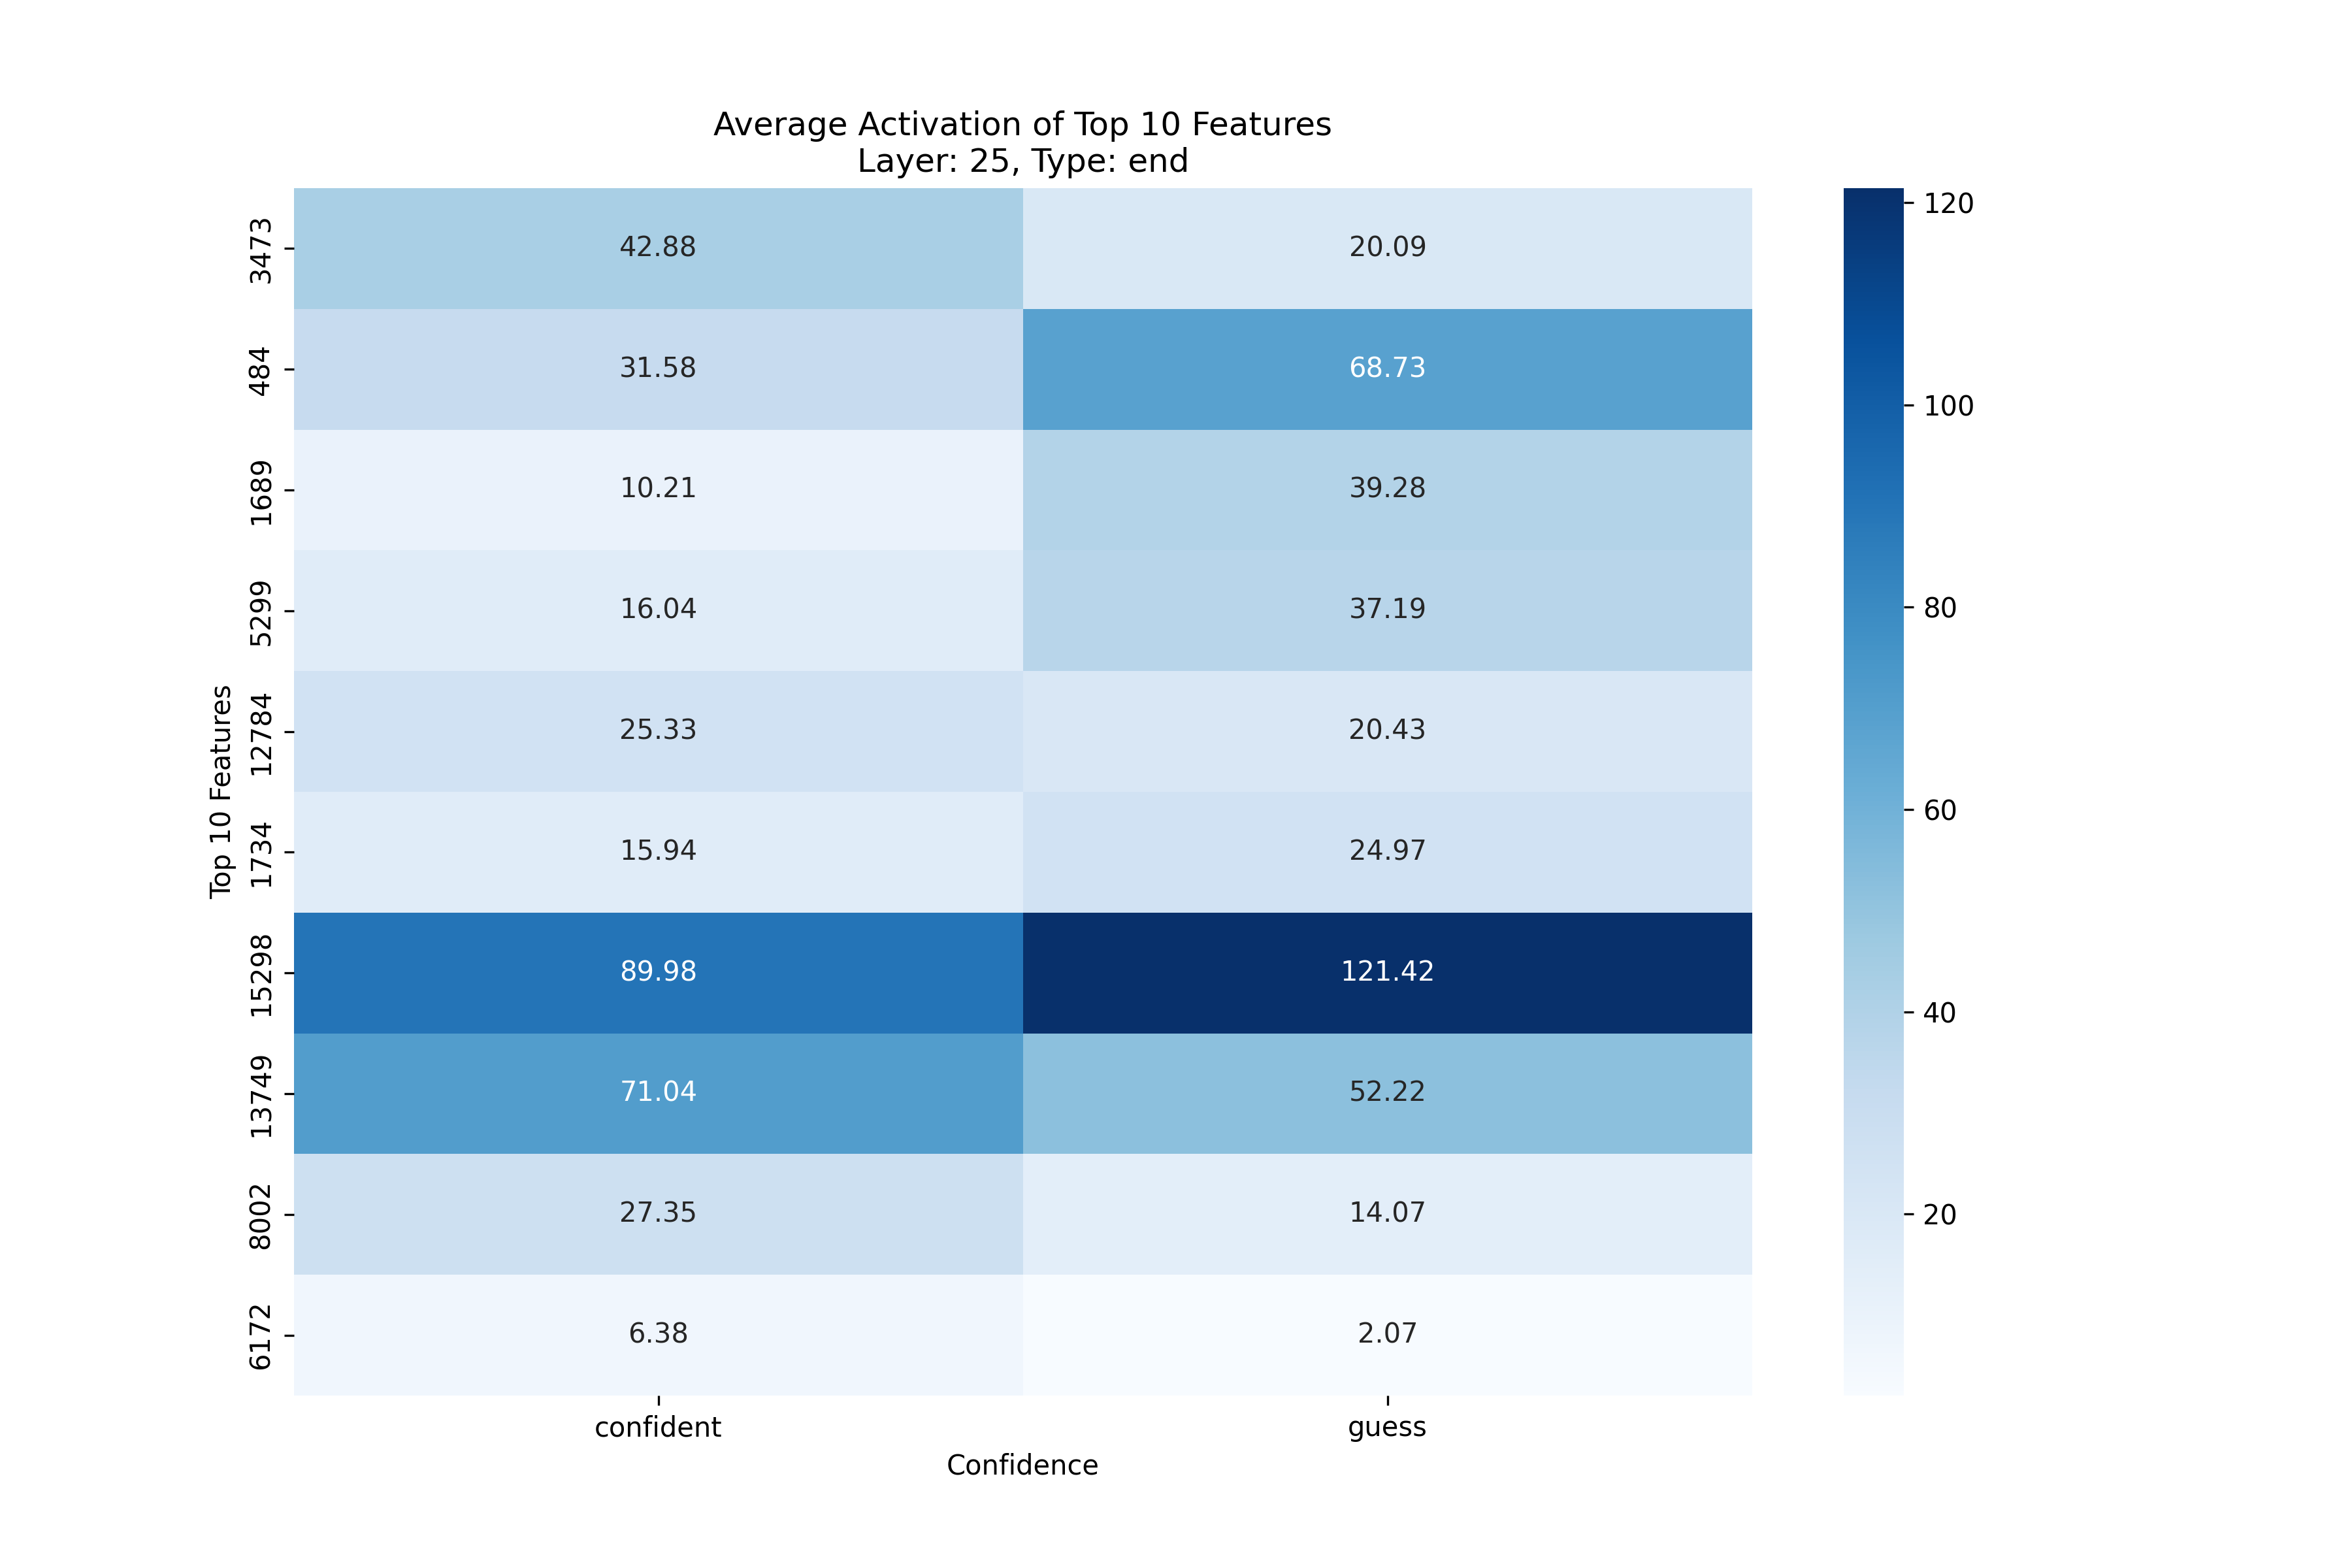 Average Activation of Top 10 Features
Layer: 25, Type: end
Top 10 Features
3473 42.88 20.09
484 31.58 68.73
1689 10.21 39.28
5299 16.04 37.19
12784 25.33 20.43
1734 15.94 24.97
15298 89.98 121.42
13749 71.04 52.22
8002 27.35 14.07
6172 6.38 2.07
confident guess
Confidence
120
100
80
60
40
20